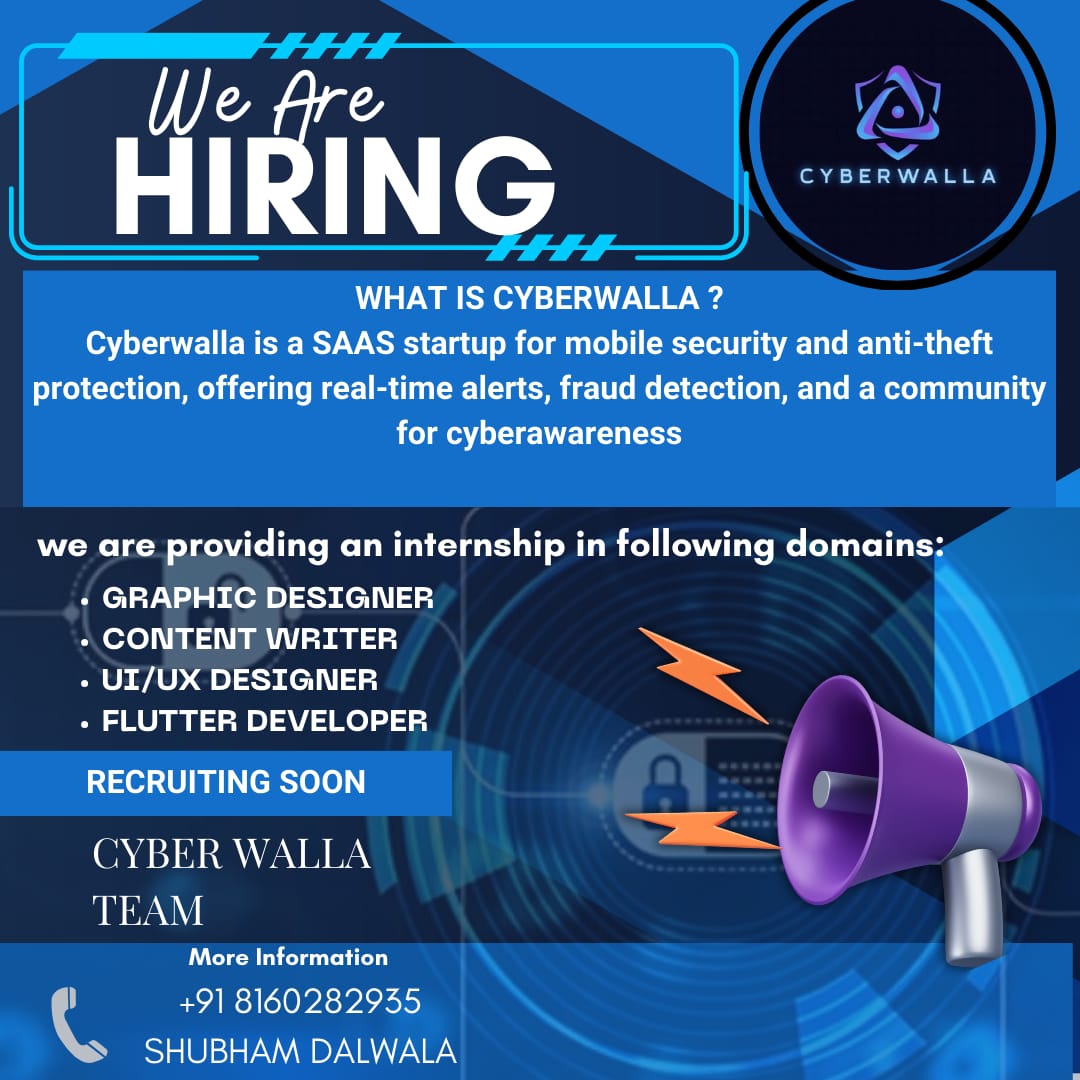 We Are
HIRING
CYBERWALLA
WHAT IS CYBERWALLA ?
Cyberwalla is a SAAS startup for mobile security and anti-theft
protection, offering real-time alerts, fraud detection, and a community
for cyberawareness
we are providing an internship in following domains:
• GRAPHIC DESIGNER
• CONTENT WRITER
• UI/UX DESIGNER
• FLUTTER DEVELOPER
RECRUITING SOON
CYBER WALLA
TEAM
More Information
+91 8160282935
SHUBHAM DALWALA